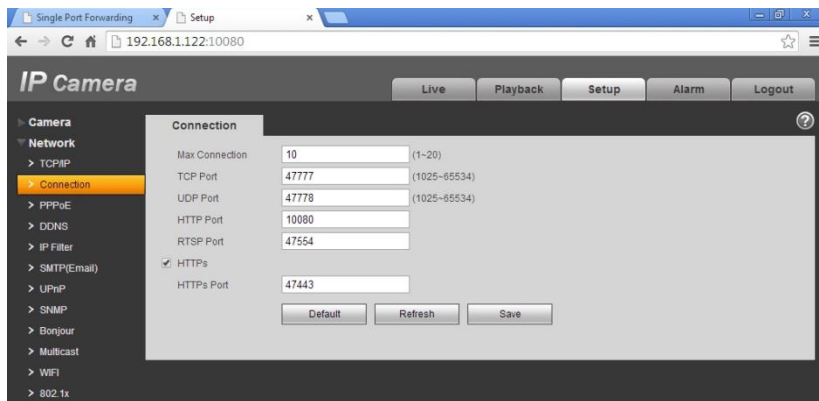 Single Port Forwarding
Setup
192.168.1.122:10080
IP Camera
Live
Playback
Setup
Alarm
Logout
Camera
Network
TCP/IP
Connection
PPPoE
DDNS
IP Filter
SMTP(Email)
UPnP
SNMP
Bonjour
Multicast
WIFI
802.1x
Connection
Max Connection 10 (1~20)
TCP Port 47777 (1025~65534)
UDP Port 47778 (1025~65534)
HTTP Port 10080
RTSP Port 47554
HTTPs
HTTPs Port 47443
Default Refresh Save